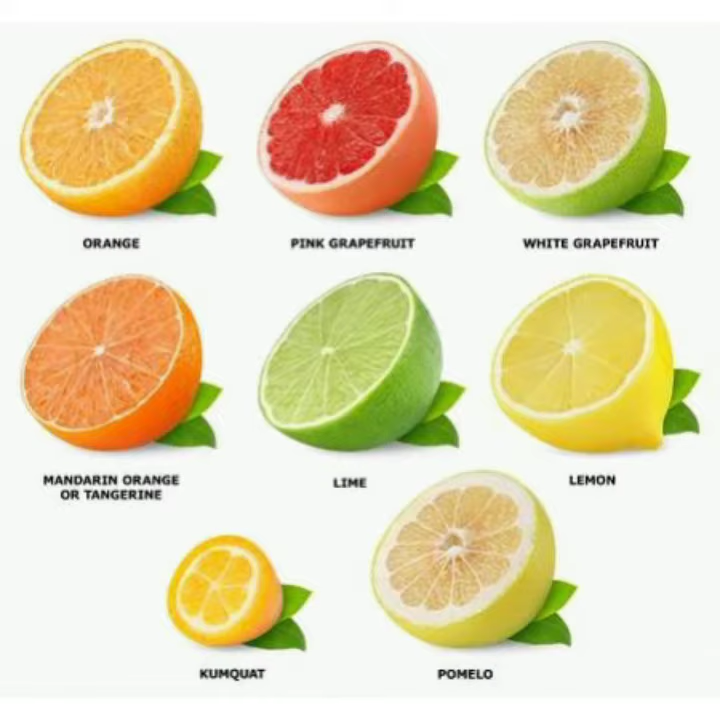 ORANGE
PINK GRAPEFRUIT
WHITE GRAPEFRUIT
MANDARIN ORANGE
OR TANGERINE
LIME
LEMON
KUMQUAT
POMELO